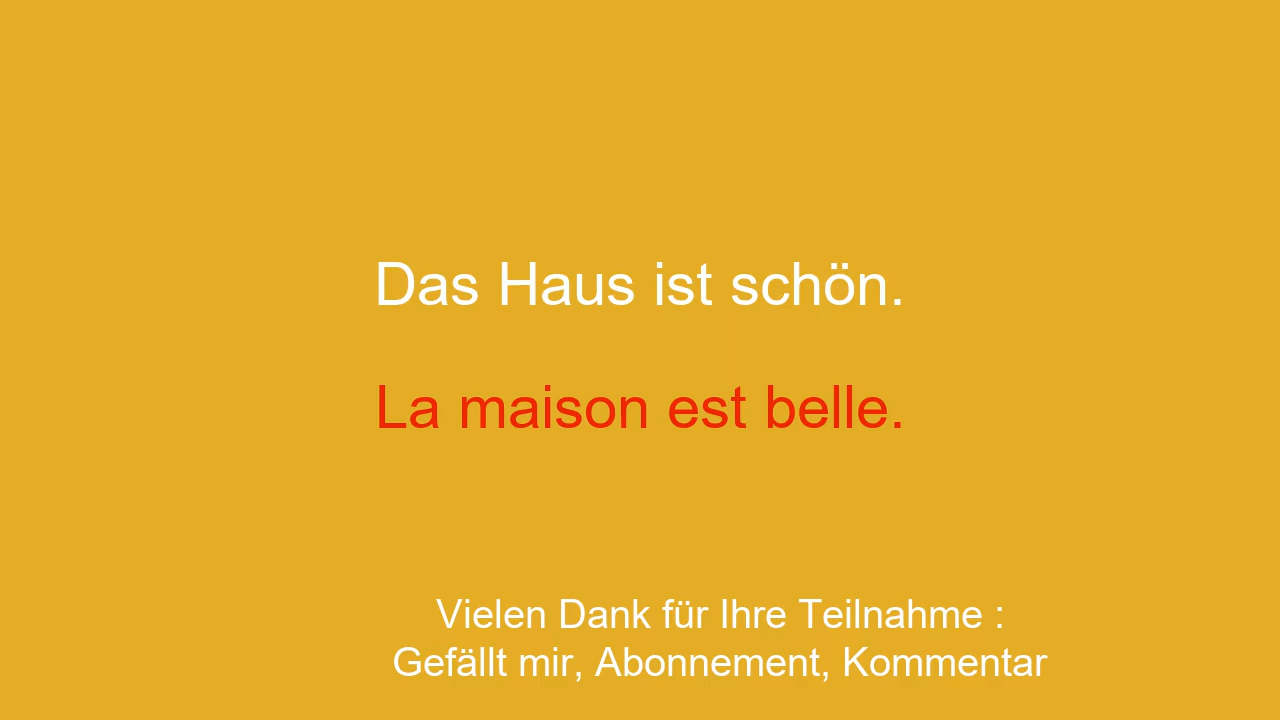 Das Haus ist schön.
La maison est belle.
Vielen Dank für Ihre Teilnahme :
Gefällt mir, Abonnement, Kommentar